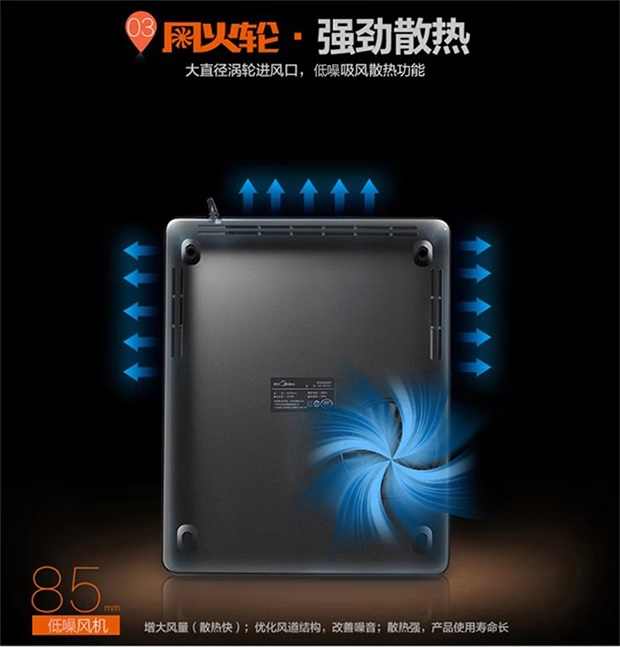 03 风火轮·强劲散热
大直径涡轮进风口，低噪吸风散热功能
Midea
85mm
低噪风机
增大风量（散热快）；优化风道结构，改善噪音；散热强，产品使用寿命长